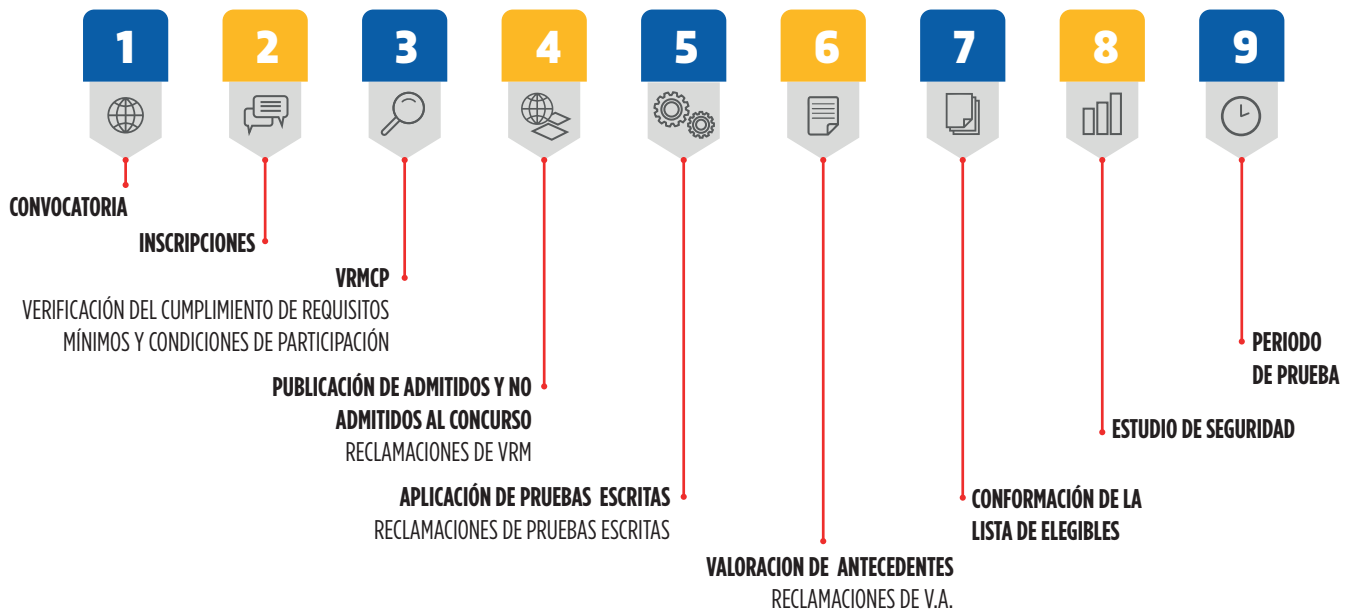 1
2
3
4
5
6
7
8
9
CONVOCATORIA
INSCRIPCIONES
VRMCP
VERIFICACIÓN DEL CUMPLIMIENTO DE REQUISITOS
MÍNIMOS Y CONDICIONES DE PARTICIPACIÓN
PUBLICACIÓN DE ADMITIDOS Y NO
ADMITIDOS AL CONCURSO
RECLAMACIONES DE VRM
APLICACIÓN DE PRUEBAS ESCRITAS
RECLAMACIONES DE PRUEBAS ESCRITAS
VALORACION DE ANTECEDENTES
RECLAMACIONES DE V.A.
CONFORMACIÓN DE LA
LISTA DE ELEGIBLES
ESTUDIO DE SEGURIDAD
PERIODO
DE PRUEBA